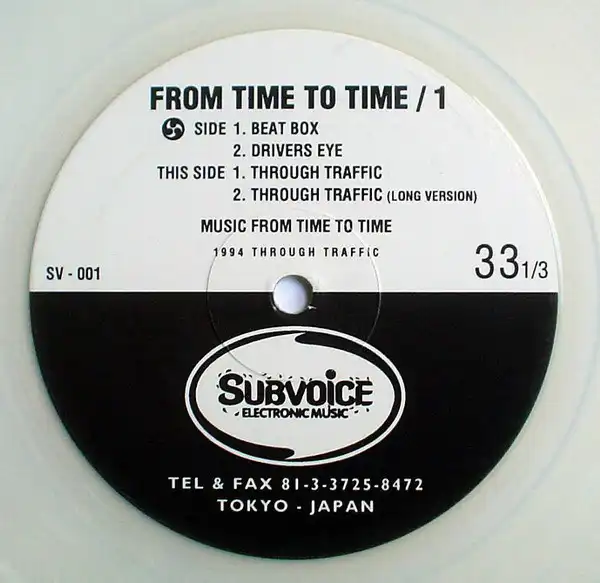 FROM TIME TO TIME / 1
SIDE 1. BEAT BOX
2. DRIVERS EYE
THIS SIDE 1. THROUGH TRAFFIC
2. THROUGH TRAFFIC (LONG VERSION)
MUSIC FROM TIME TO TIME
1994 THROUGH TRAFFIC
SV - 001
33 1/3
SUBVOICE
ELECTRONIC MUSIC
TEL & FAX 81-3-3725-8472
TOKYO - JAPAN